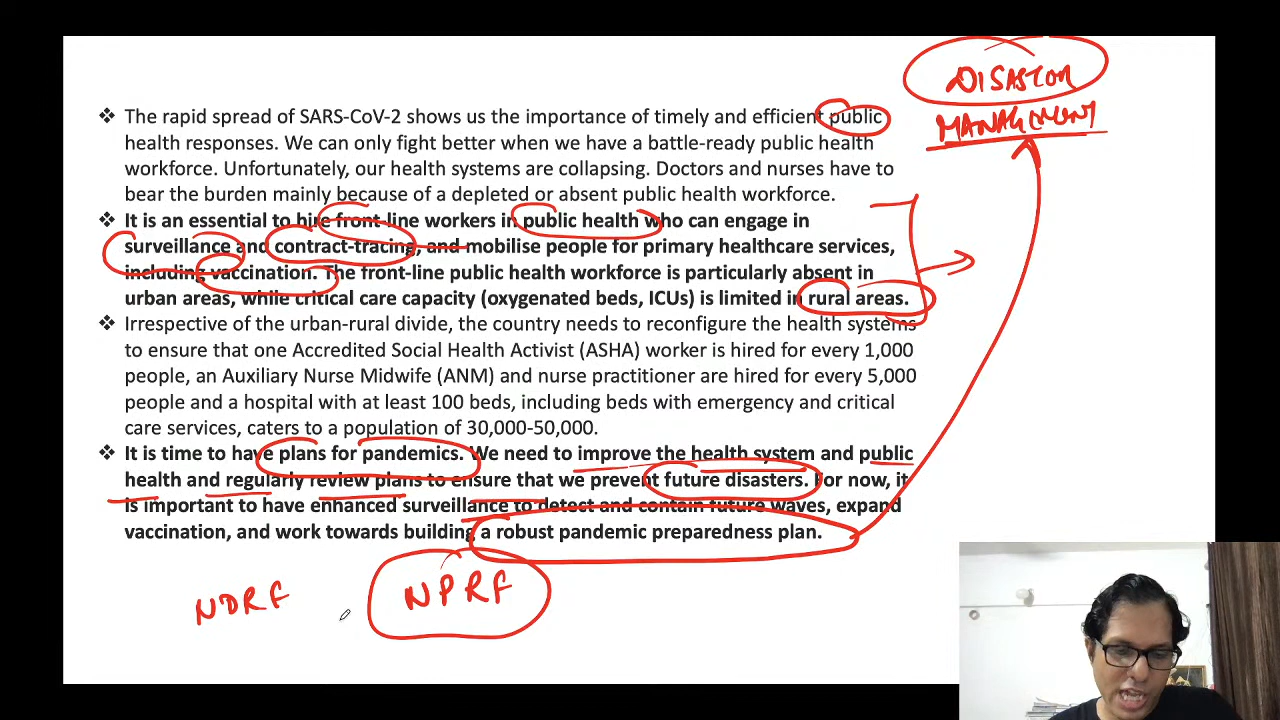 DISASTOR
MANAGEMENT
❖ The rapid spread of SARS-CoV-2 shows us the importance of timely and efficient public
health responses. We can only fight better when we have a battle-ready public health
workforce. Unfortunately, our health systems are collapsing. Doctors and nurses have to
bear the burden mainly because of a depleted or absent public health workforce.
❖ It is an essential to hire front-line workers in public health who can engage in
surveillance and contract-tracing, and mobilise people for primary healthcare services,
including vaccination. The front-line public health workforce is particularly absent in
urban areas, while critical care capacity (oxygenated beds, ICUs) is limited in rural areas.
❖ Irrespective of the urban-rural divide, the country needs to reconfigure the health systems
to ensure that one Accredited Social Health Activist (ASHA) worker is hired for every 1,000
people, an Auxiliary Nurse Midwife (ANM) and nurse practitioner are hired for every 5,000
people and a hospital with at least 100 beds, including beds with emergency and critical
care services, caters to a population of 30,000-50,000.
❖ It is time to have plans for pandemics. We need to improve the health system and public
health and regularly review plans to ensure that we prevent future disasters. For now, it
is important to have enhanced surveillance to detect and contain future waves, expand
vaccination, and work towards building a robust pandemic preparedness plan.
NDRF NPRF